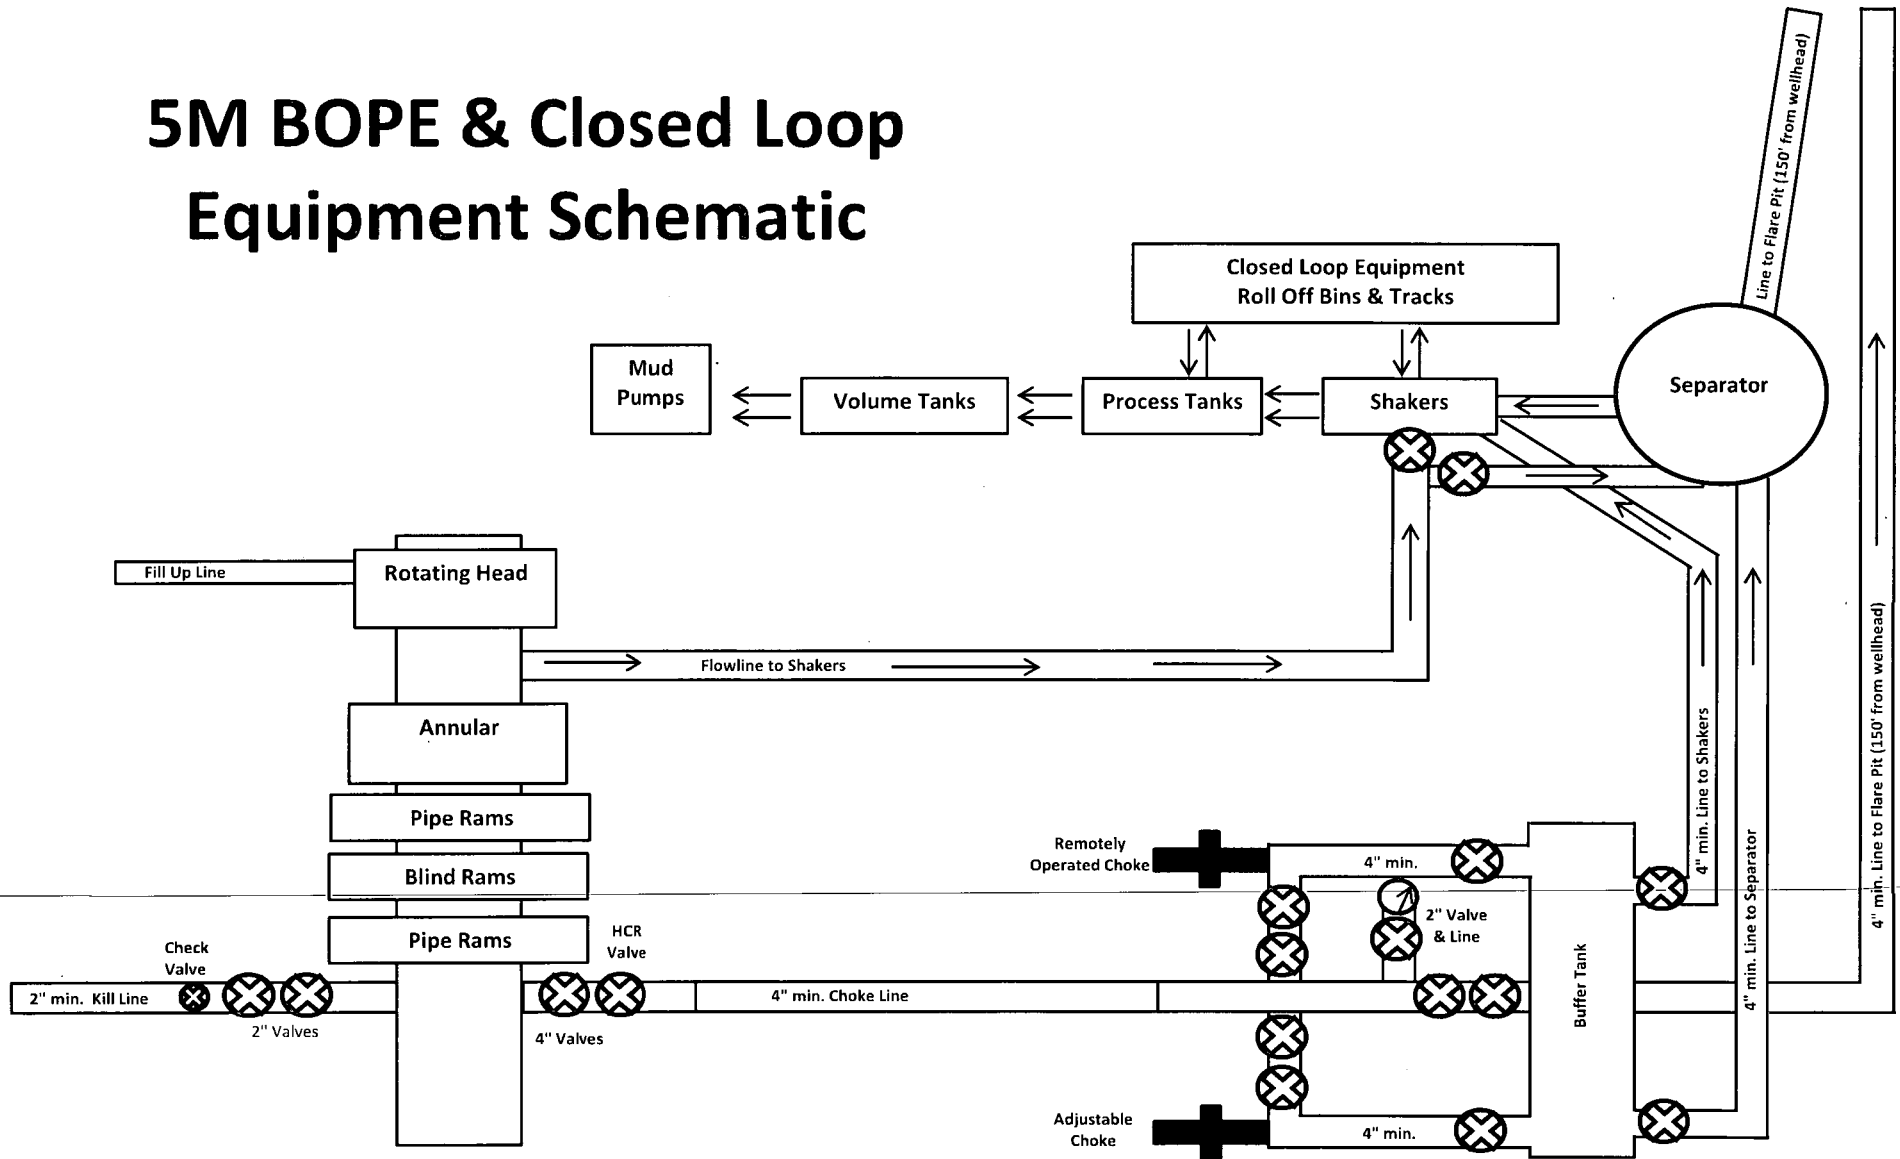 5M BOPE & Closed Loop
Equipment Schematic
Line to Flare Pit (150' from wellhead)
Closed Loop Equipment
Roll Off Bins & Tracks
Mud
Pumps
Volume Tanks
Process Tanks
Shakers
Separator
Fill Up Line
Rotating Head
Flowline to Shakers
Annular
Pipe Rams
Blind Rams
Pipe Rams
Check
Valve
HCR
Valve
2" min. Kill Line
2" Valves
4" Valves
4" min. Choke Line
Remotely
Operated Choke
4" min.
2" Valve
& Line
Adjustable
Choke
4" min.
Buffer Tank
4" min. Line to Shakers
4" min. Line to Separator
4" min. Line to Flare Pit (150' from wellhead)